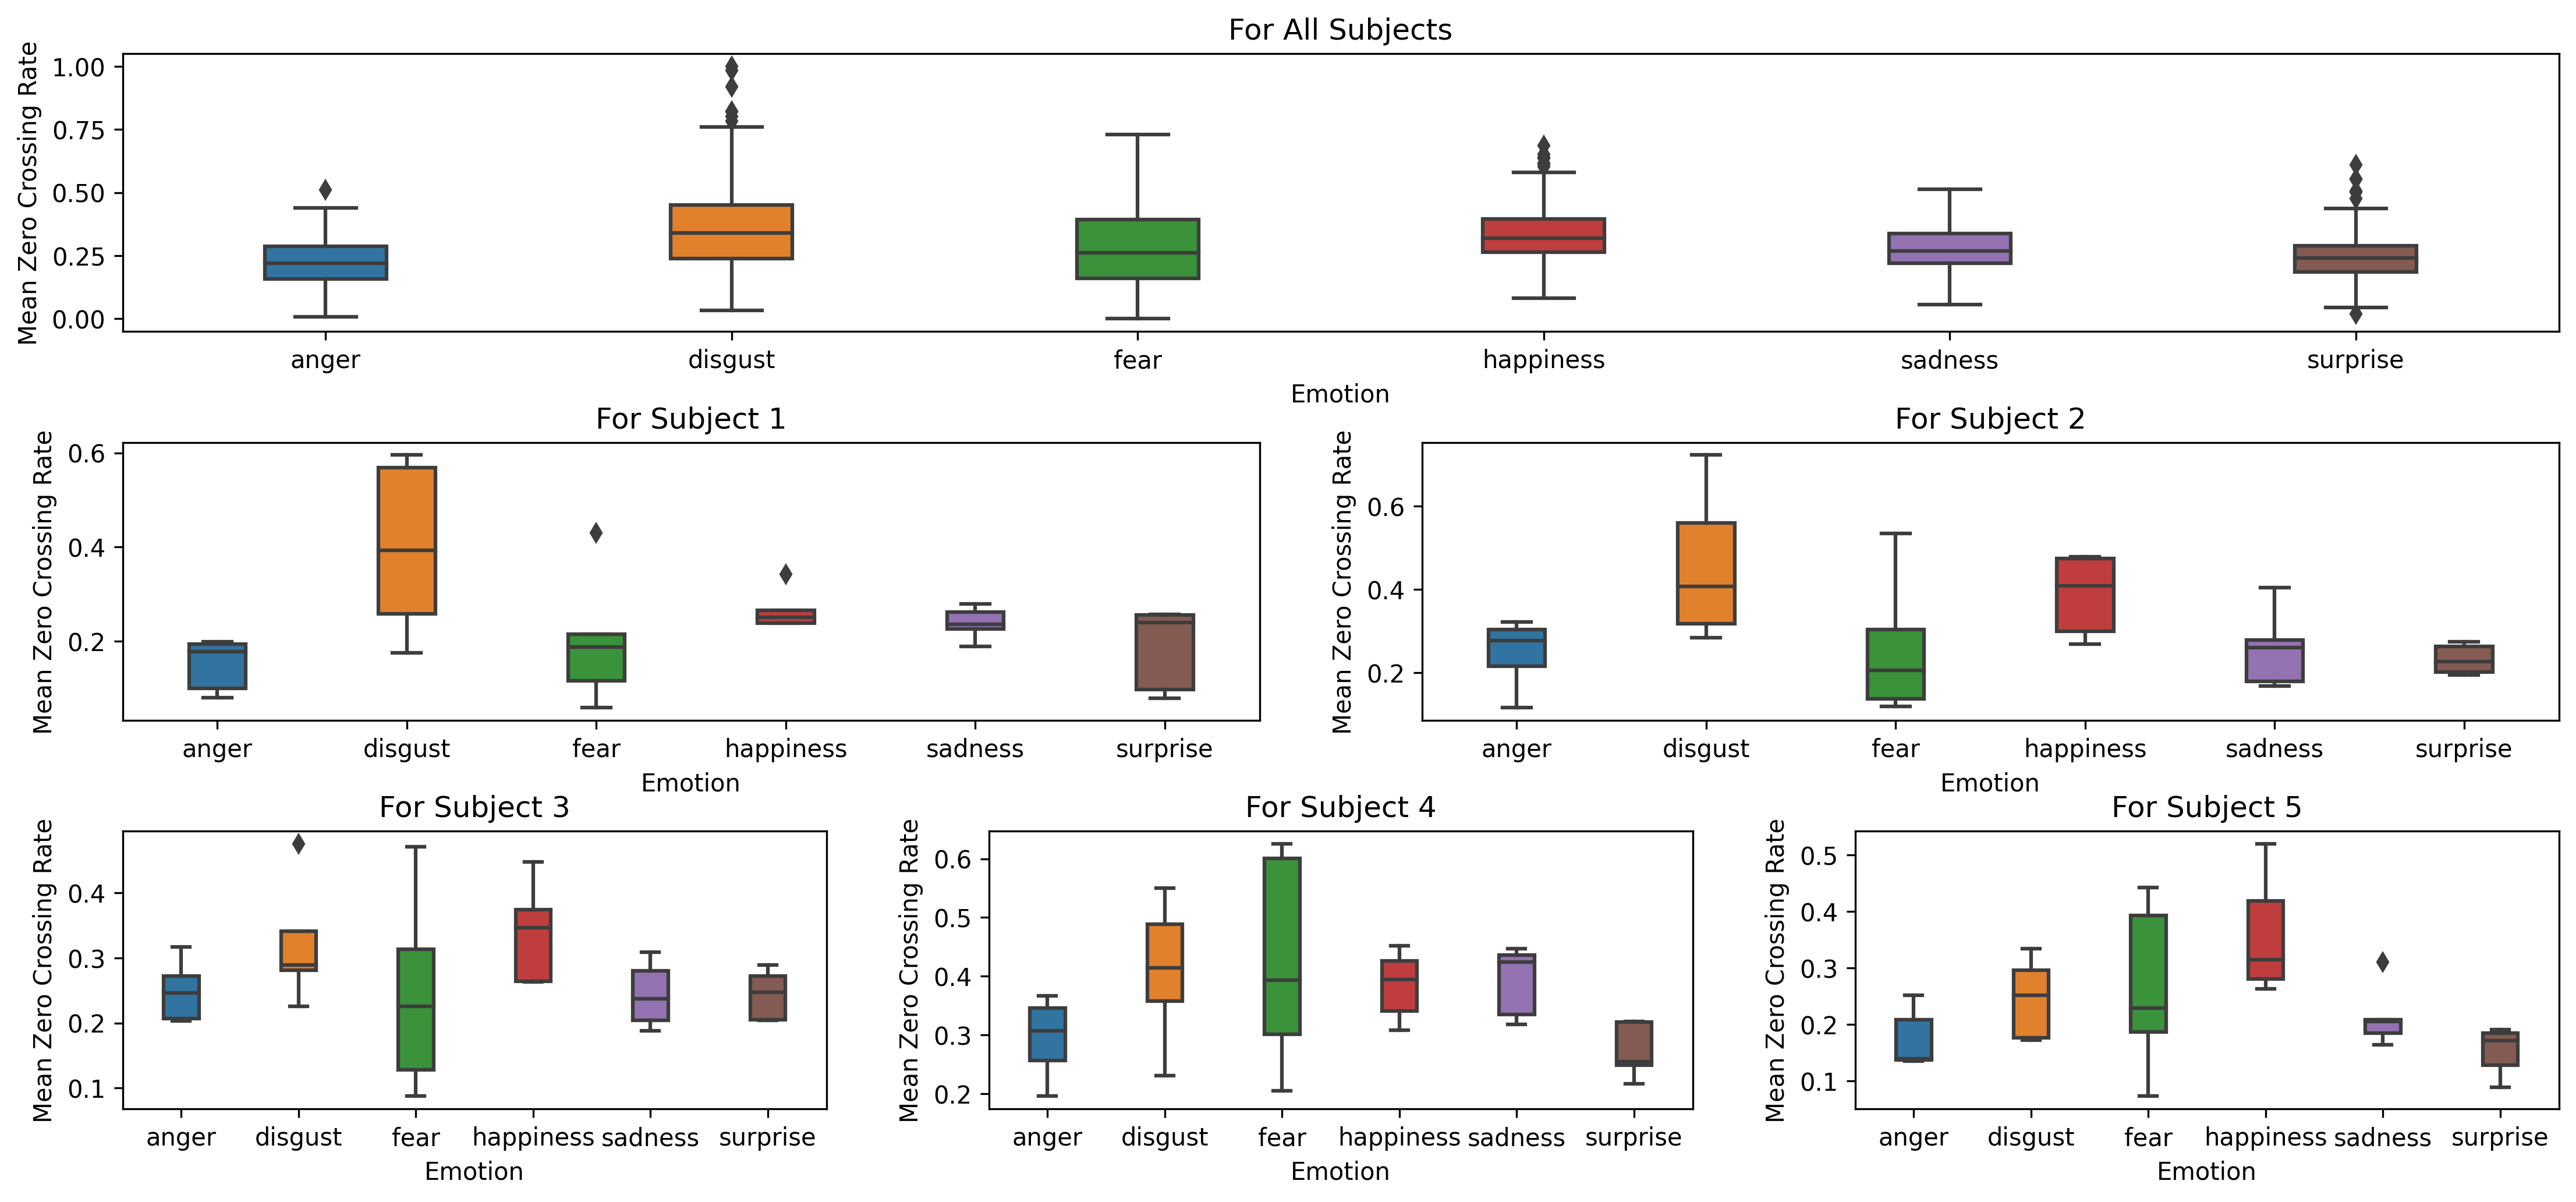 For All Subjects
Mean Zero Crossing Rate
1.00
0.75
0.50
0.25
0.00
anger disgust fear happiness sadness surprise
Emotion
For Subject 1
Mean Zero Crossing Rate
0.6
0.4
0.2
anger disgust fear happiness sadness surprise
Emotion
For Subject 2
Mean Zero Crossing Rate
0.6
0.4
0.2
anger disgust fear happiness sadness surprise
Emotion
For Subject 3
Mean Zero Crossing Rate
0.4
0.3
0.2
0.1
anger disgust fear happiness sadness surprise
Emotion
For Subject 4
Mean Zero Crossing Rate
0.6
0.5
0.4
0.3
0.2
anger disgust fear happiness sadness surprise
Emotion
For Subject 5
Mean Zero Crossing Rate
0.5
0.4
0.3
0.2
0.1
anger disgust fear happiness sadness surprise
Emotion